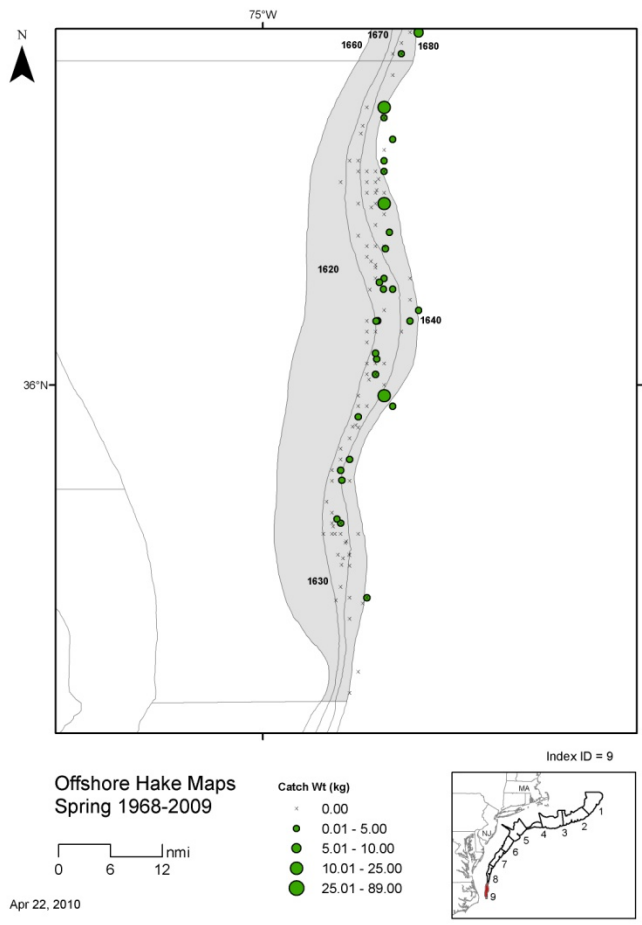 75°W
N
1670
1660
1680
1620
1640
36°N
1630
Index ID = 9
Offshore Hake Maps
Spring 1968-2009
Catch Wt (kg)
0.00
0.01 - 5.00
5.01 - 10.00
10.01 - 25.00
25.01 - 89.00
nmi
0 6 12
MA
NJ
1
2
3
4
5
6
7
8
9
Apr 22, 2010